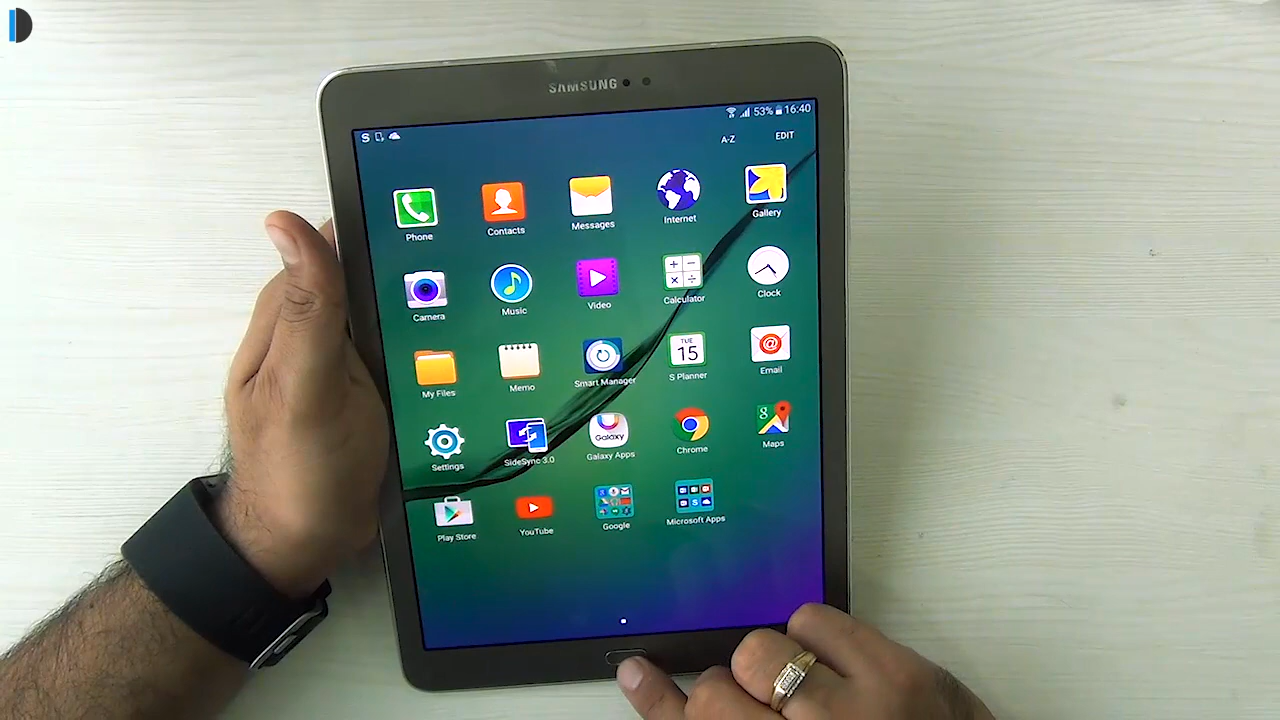 SAMSUNG
53% 16:40
A-Z EDIT
Phone Contacts Messages Internet Gallery
Camera Music Video Calculator Clock
TUE
15
@
My Files Memo Smart Manager S Planner Email
Galaxy
8
Settings SideSync 3.0 Galaxy Apps Chrome Maps
Play Store YouTube Google Microsoft Apps